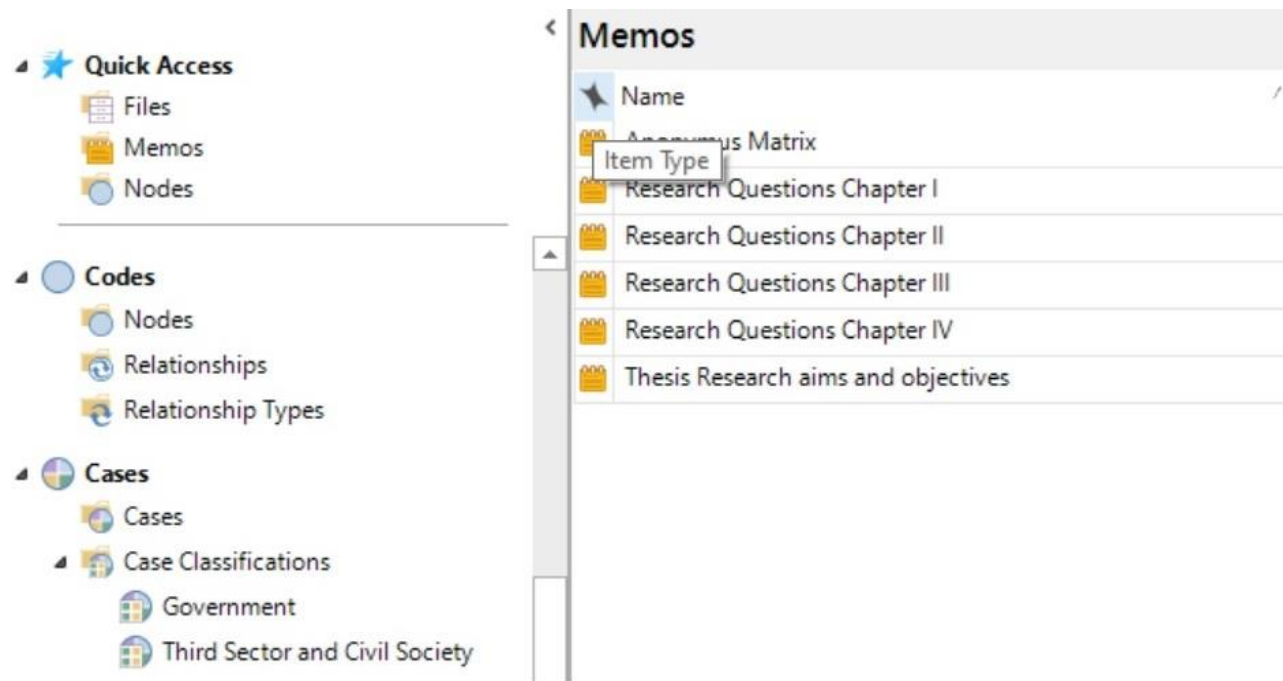 Quick Access
Files
Memos
Nodes
Codes
Nodes
Relationships
Relationship Types
Cases
Cases
Case Classifications
Government
Third Sector and Civil Society
Memos
Name
Anonymus Matrix
Item Type
Research Questions Chapter I
Research Questions Chapter II
Research Questions Chapter III
Research Questions Chapter IV
Thesis Research aims and objectives